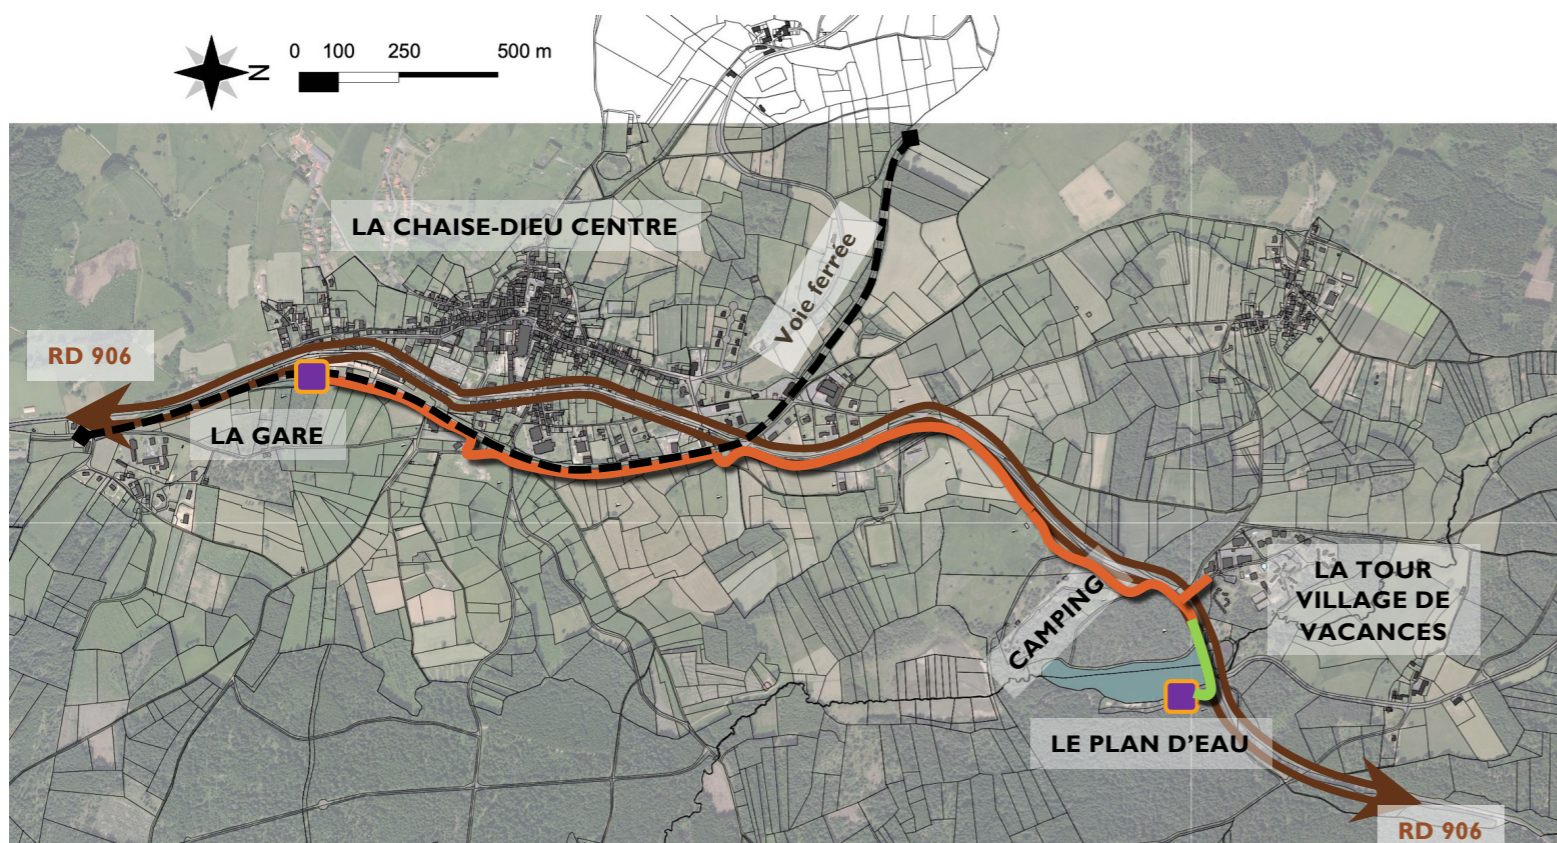 N
0 100 250 500 m
LA CHAISE-DIEU CENTRE
Voie ferrée
RD 906
LA GARE
CAMPING
LA TOUR
VILLAGE DE
VACANCES
LE PLAN D'EAU
RD 906